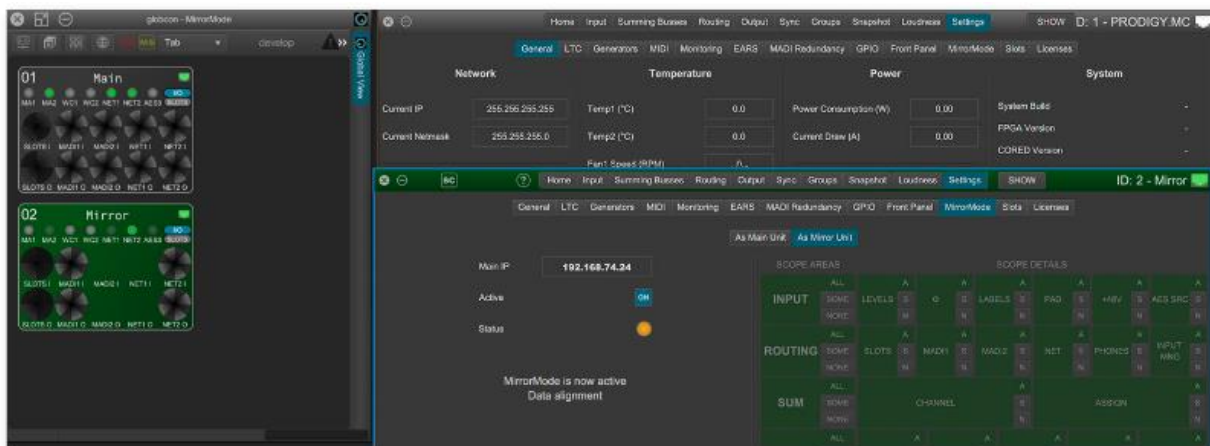 globcon - MirrorMode
Tab
develop
Global View
01 Main
MA1 MA2 WC1 WC2 NET1 NET2 AES3 I/O SLOTS
SLOTS I MADI1 I MADI2 I NET1 I NET2 I
SLOTS O MADI1 O MADI2 O NET1 O NET2 O
02 Mirror
MA1 MA2 WC1 WC2 NET1 NET2 AES3 I/O SLOTS
SLOTS I MADI1 I MADI2 I NET1 I NET2 I
SLOTS O MADI1 O MADI2 O NET1 O NET2 O
Home Input Summing Busses Routing Output Sync Groups Snapshot Loudness Settings SHOW D: 1 - PRODIGY.MC
General LTC Generators MIDI Monitoring EARS MADI Redundancy GPIO Front Panel MirrorMode Slots Licenses
Network Temperature Power System
Current IP 255.255.255.255 Temp1 (°C) 0.0 Power Consumption (W) 0,00 System Build -
Current Netmask 255.255.255.0 Temp2 (°C) 0.0 Current Draw (A) 0,00 FPGA Version -
CORED Version -
Fan1 Speed (RPM)
SC ? Home Input Summing Busses Routing Output Sync Groups Snapshot Loudness Settings SHOW ID: 2 - Mirror
General LTC Generators MIDI Monitoring EARS MADI Redundancy GPIO Front Panel MirrorMode Slots Licenses
As Main Unit As Mirror Unit
Main IP 192.168.74.24
Active ON
Status
MirrorMode is now active
Data alignment
SCOPE AREAS SCOPE DETAILS
ALL A A A A A A
INPUT SOME LEVELS S S LABELS S PAD S +48V S AES SRC S
NONE N N N N N N
ALL A A A A A A
ROUTING SOME SLOTS S MADI1 S MADI2 S NET S PHONES S INPUT MNG S
NONE N N N N N N
ALL A A
SUM SOME CHANNEL S ASSIGN S
NONE N N
ALL A A A A A A